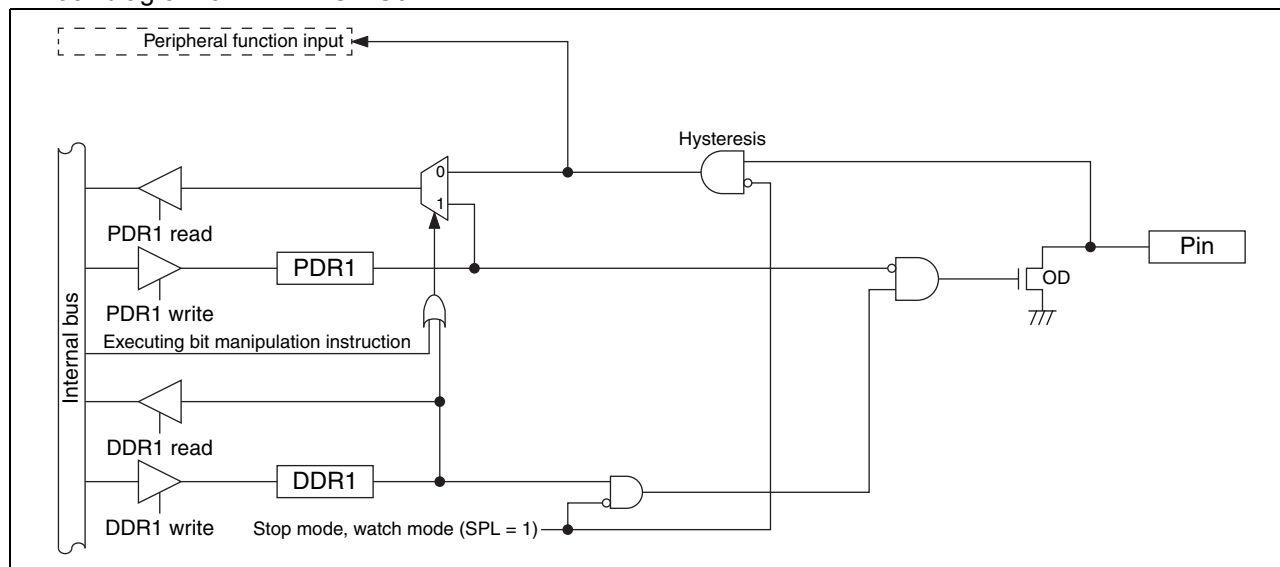 Peripheral function input
Hysteresis
0
1
PDR1 read
Pin
PDR1
OD
PDR1 write
Executing bit manipulation instruction
Internal bus
DDR1 read
DDR1
Stop mode, watch mode (SPL = 1)
DDR1 write